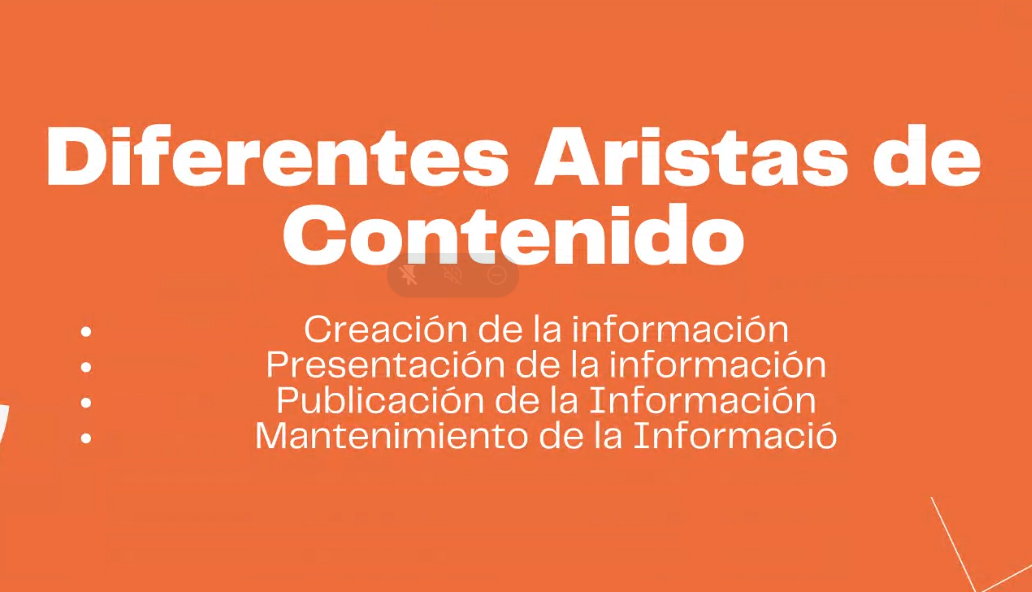 Diferentes Aristas de
Contenido
Creación de la información
Presentación de la información
Publicación de la Información
Mantenimiento de la Informació